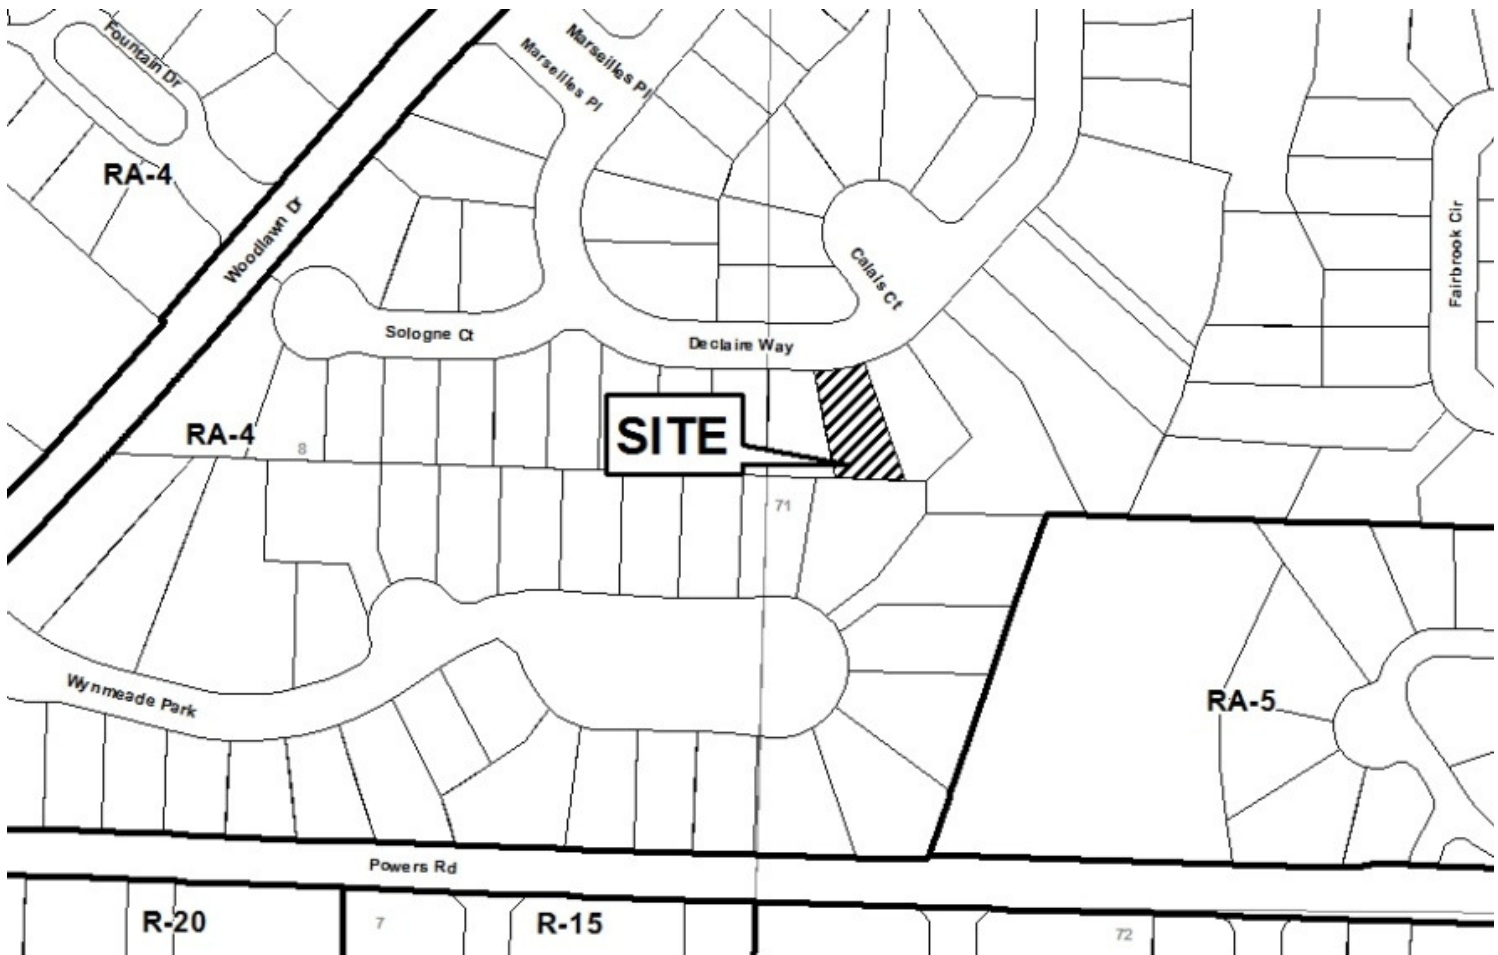 Fountain Dr
Marseilles Pl
Marseilles Pl
RA-4
Woodlawn Dr
Fairbrook Cir
Calais Ct
Sologne Ct
Declaire Way
SITE
RA-4
8
71
Wynmeade Park
RA-5
Powers Rd
R-20
7
R-15
72